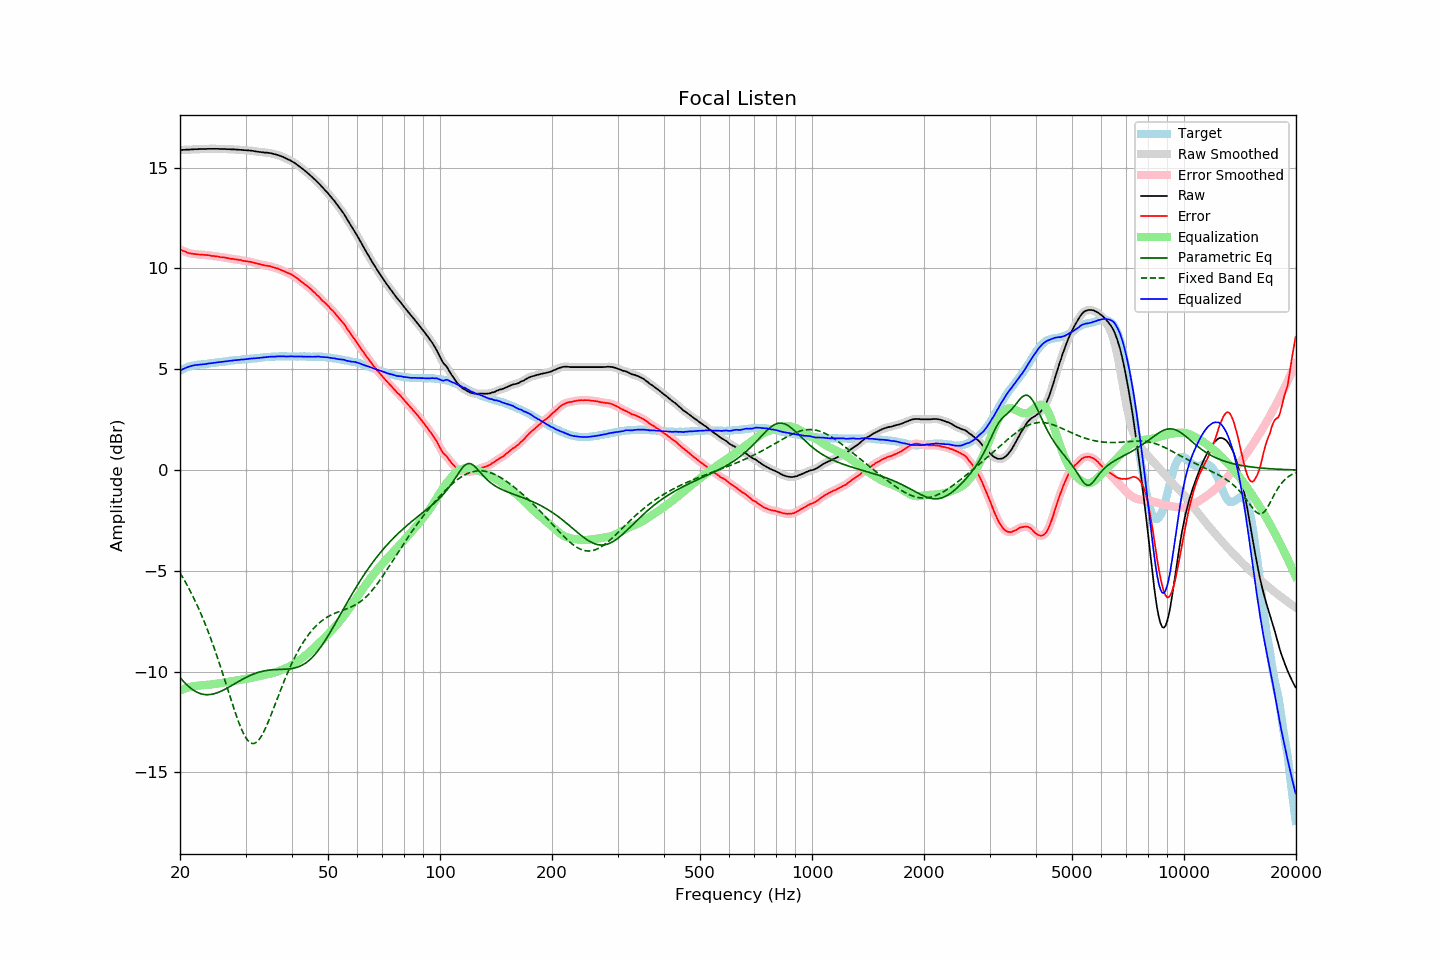 Focal Listen
Target
Raw Smoothed
Error Smoothed
Raw
Error
Equalization
Parametric Eq
Fixed Band Eq
Equalized
Amplitude (dBr)
15
10
5
0
−5
−10
−15
20 50 100 200 500 1000 2000 5000 10000 20000
Frequency (Hz)